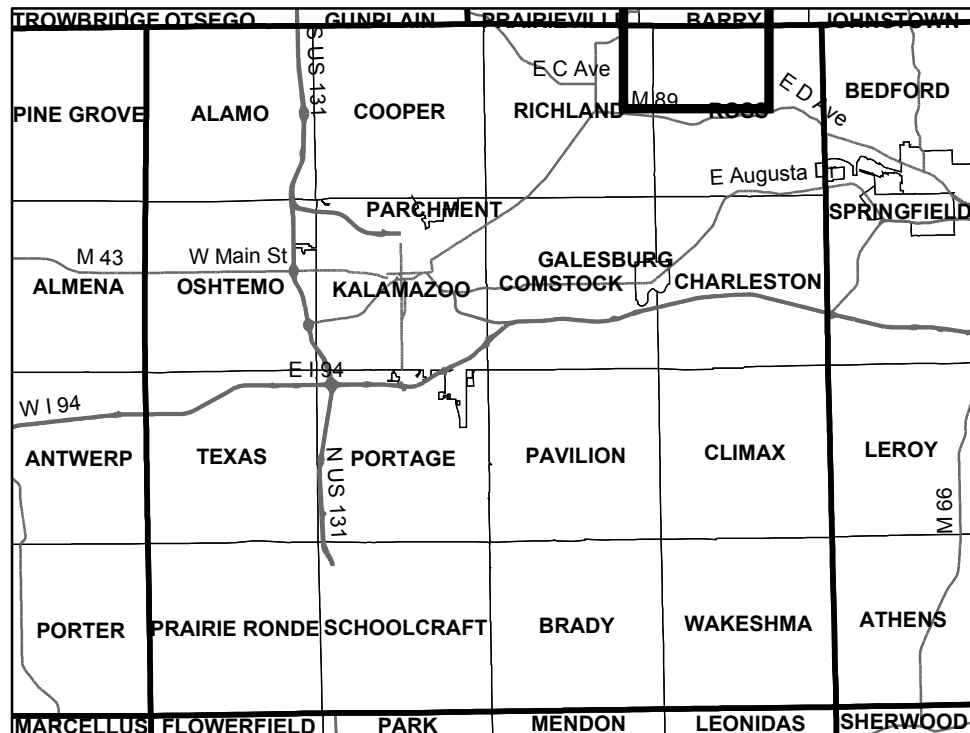 TROWBRIDGE OTSEGO GUNPLAIN PRAIRIEVILLE BARRY JOHNSTOWN
S US 131
E C Ave
M 89
E D Ave
BEDFORD
PINE GROVE ALAMO COOPER RICHLAND ROSS
E Augusta Dr
PARCHMENT SPRINGFIELD
M 43 W Main St GALESBURG
ALMENA OSHTEMO KALAMAZOO COMSTOCK CHARLESTON
E I 94
W I 94
ANTWERP TEXAS PORTAGE PAVILION CLIMAX LEROY
N US 131
M 66
PORTER PRAIRIE RONDE SCHOOLCRAFT BRADY WAKESHMA ATHENS
MARCELLUS FLOWERFIELD PARK MENDON LEONIDAS SHERWOOD